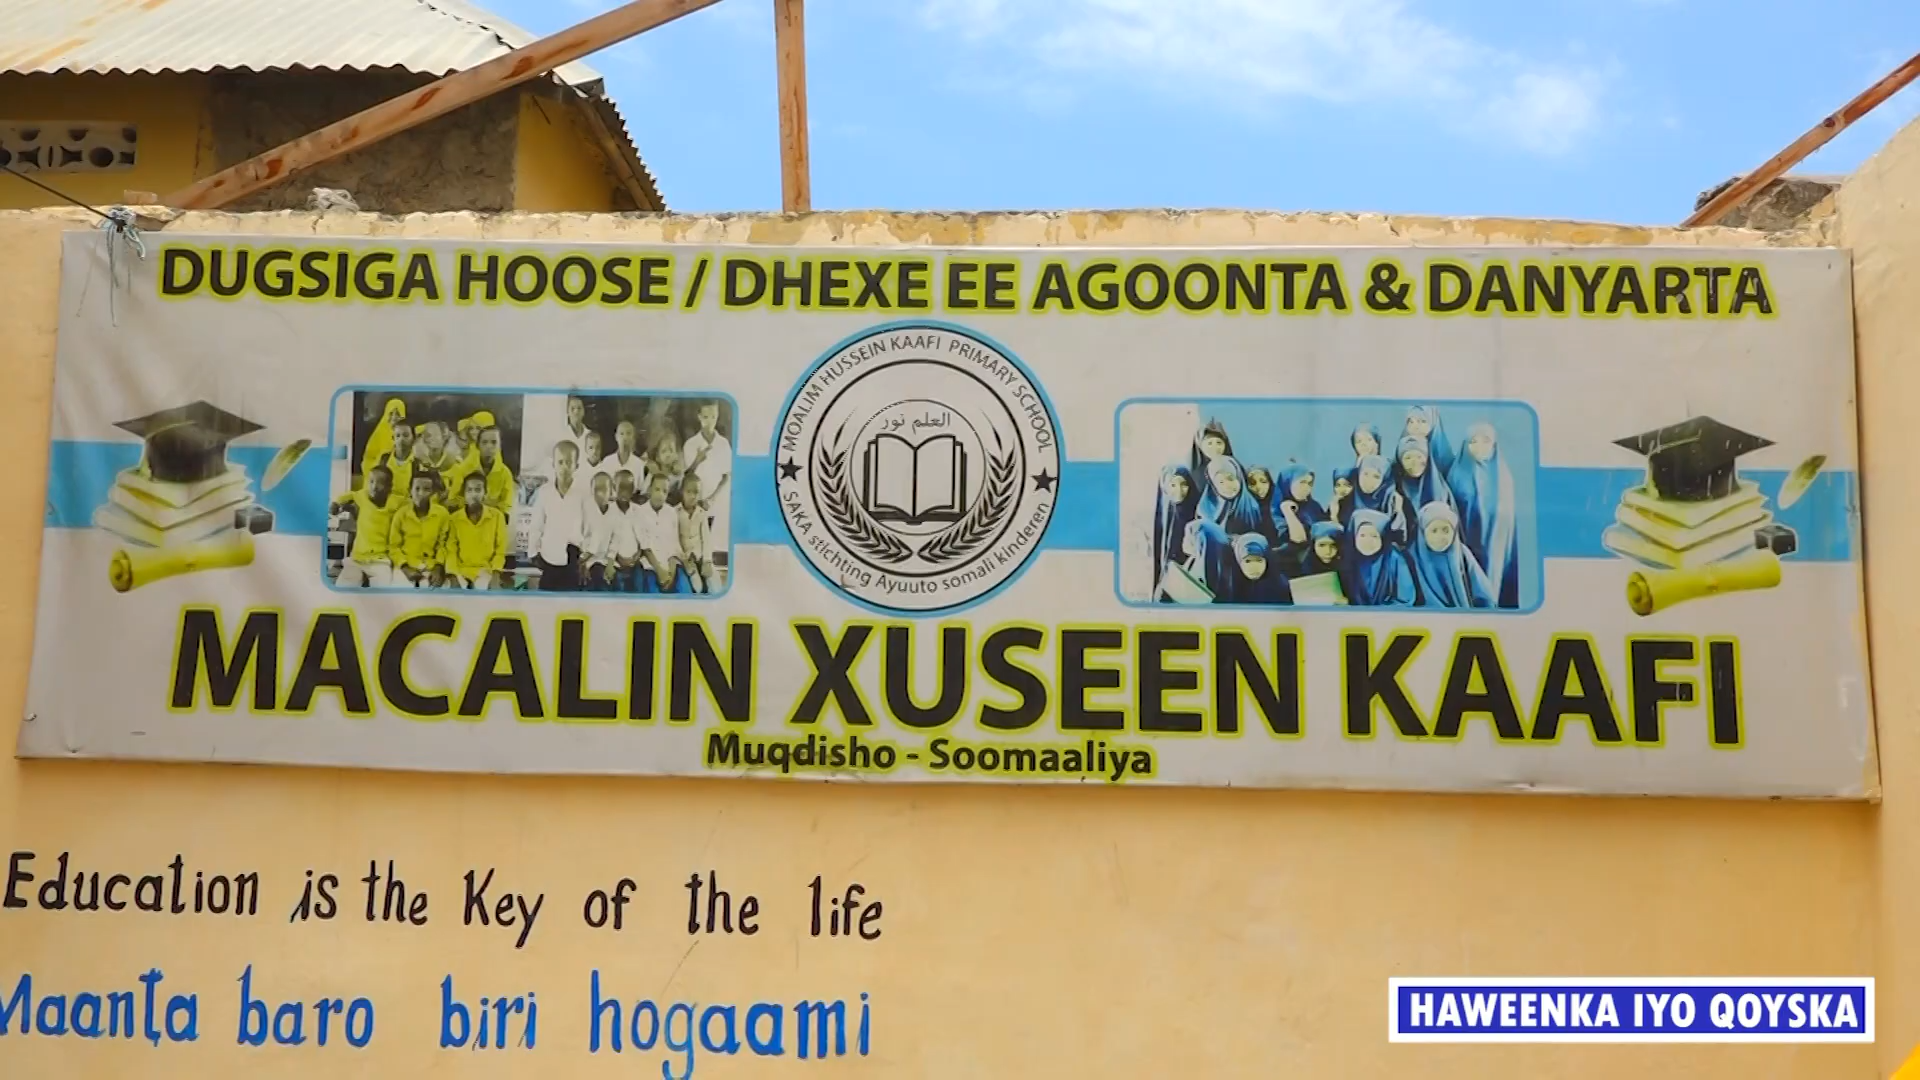 DUGSIGA HOOSE / DHEXE EE AGOONTA & DANYARTA
MOALIM HUSSEIN KAAFI PRIMARY SCHOOL
العلم نور
SAKA stichting Ayuuto somali kinderen
MACALIN XUSEEN KAAFI
Muqdisho - Soomaaliya
Education is the Key of the life
Maanta baro biri hogaami
HAWEENKA IYO QOYSKA